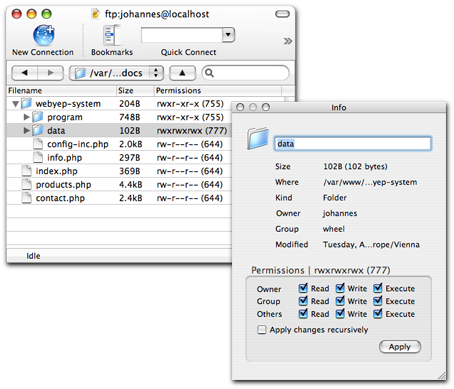 ftp:johannes@localhost
New Connection Bookmarks Quick Connect
/var/...docs
Filename Size Permissions
webyep-system 204B rwxr-xr-x (755)
program 748B rwxr-xr-x (755)
data 102B rwxrwxrwx (777)
config-inc.php 2.0kB rw-r--r-- (644)
info.php 297B rw-r--r-- (644)
index.php 369B rw-r--r-- (644)
products.php 4.4kB rw-r--r-- (644)
contact.php 2.4kB rw-r--r-- (644)
Idle
Info
data
Size 102B (102 bytes)
Where /var/www/...yep-system
Kind Folder
Owner johannes
Group wheel
Modified Tuesday, A...rope/Vienna
Permissions | rwxrwxrwx (777)
Owner Read Write Execute
Group Read Write Execute
Others Read Write Execute
Apply changes recursively
Apply